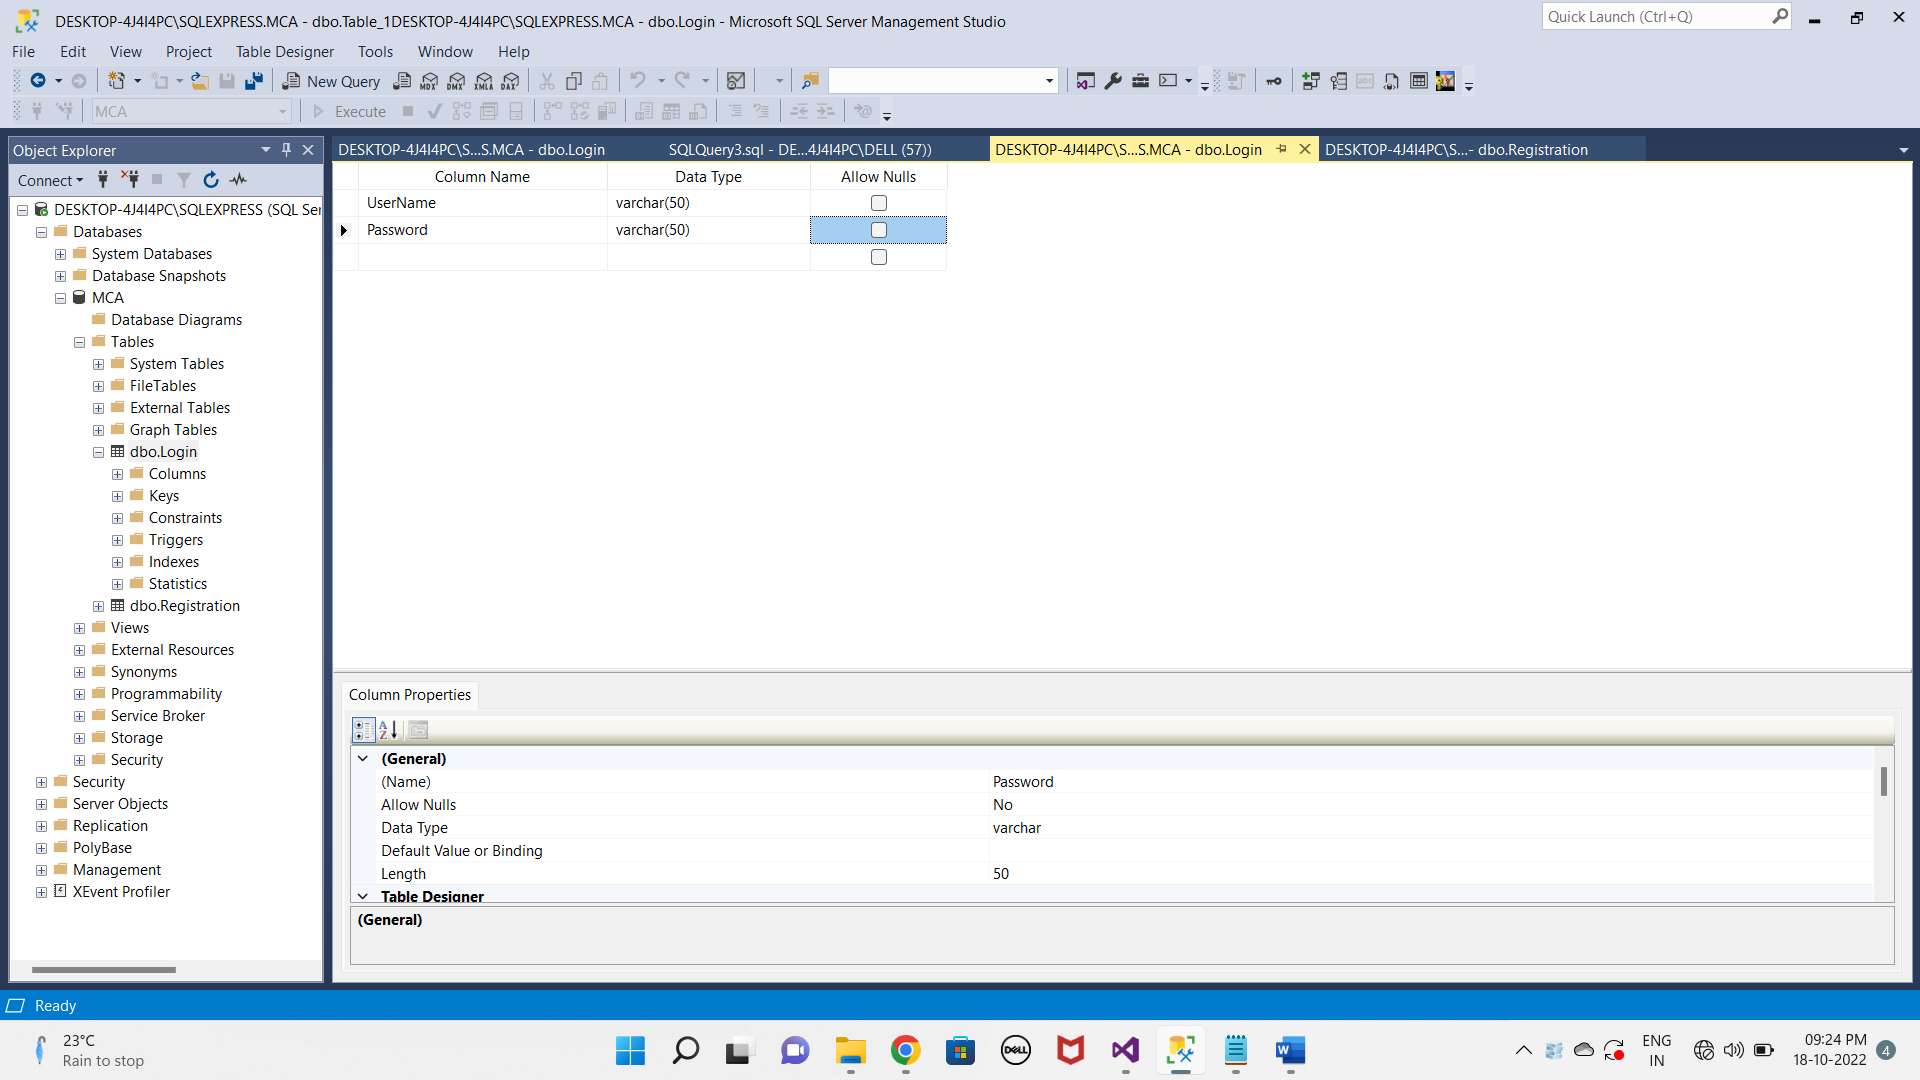 DESKTOP-4J4I4PC\SQLEXPRESS.MCA - dbo.Table_1DESKTOP-4J4I4PC\SQLEXPRESS.MCA - dbo.Login - Microsoft SQL Server Management Studio
Quick Launch (Ctrl+Q)
File Edit View Project Table Designer Tools Window Help
New Query MDX DMX XMLA DAX
MCA Execute
Object Explorer
Connect
DESKTOP-4J4I4PC\SQLEXPRESS (SQL Ser
Databases
System Databases
Database Snapshots
MCA
Database Diagrams
Tables
System Tables
FileTables
External Tables
Graph Tables
dbo.Login
Columns
Keys
Constraints
Triggers
Indexes
Statistics
dbo.Registration
Views
External Resources
Synonyms
Programmability
Service Broker
Storage
Security
Security
Server Objects
Replication
PolyBase
Management
XEvent Profiler
DESKTOP-4J4I4PC\S...S.MCA - dbo.Login
SQLQuery3.sql - DE...4J4I4PC\DELL (57))
DESKTOP-4J4I4PC\S...S.MCA - dbo.Login
DESKTOP-4J4I4PC\S...- dbo.Registration
Column Name Data Type Allow Nulls
UserName varchar(50)
Password varchar(50)
Column Properties
(General)
(Name) Password
Allow Nulls No
Data Type varchar
Default Value or Binding
Length 50
Table Designer
(General)
Ready
23°C
Rain to stop
DELL
ENG
IN
09:24 PM
18-10-2022
4